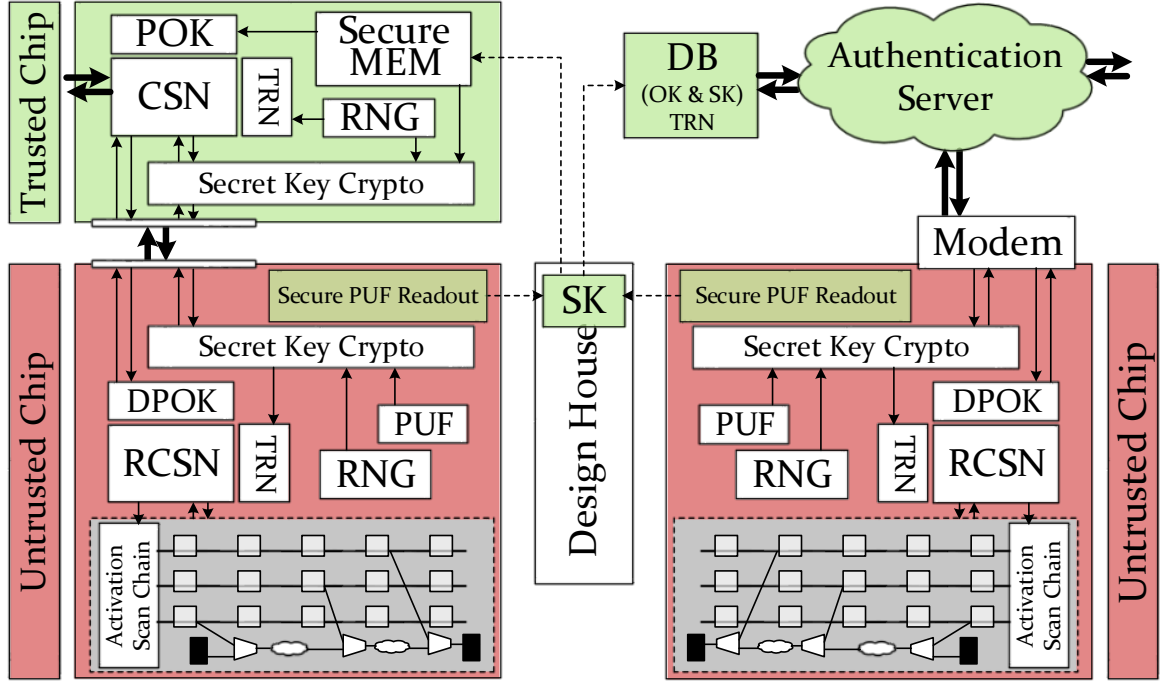 Trusted Chip
POK
Secure
MEM
CSN
TRN
RNG
Secret Key Crypto
DB
(OK & SK)
TRN
Authentication
Server
Modem
Untrusted Chip
Secure PUF Readout
Secret Key Crypto
DPOK
RCSN
TRN
RNG
PUF
Activation
Scan Chain
SK
Design House
Secure PUF Readout
Secret Key Crypto
PUF
RNG
TRN
DPOK
RCSN
Activation
Scan Chain
Untrusted Chip